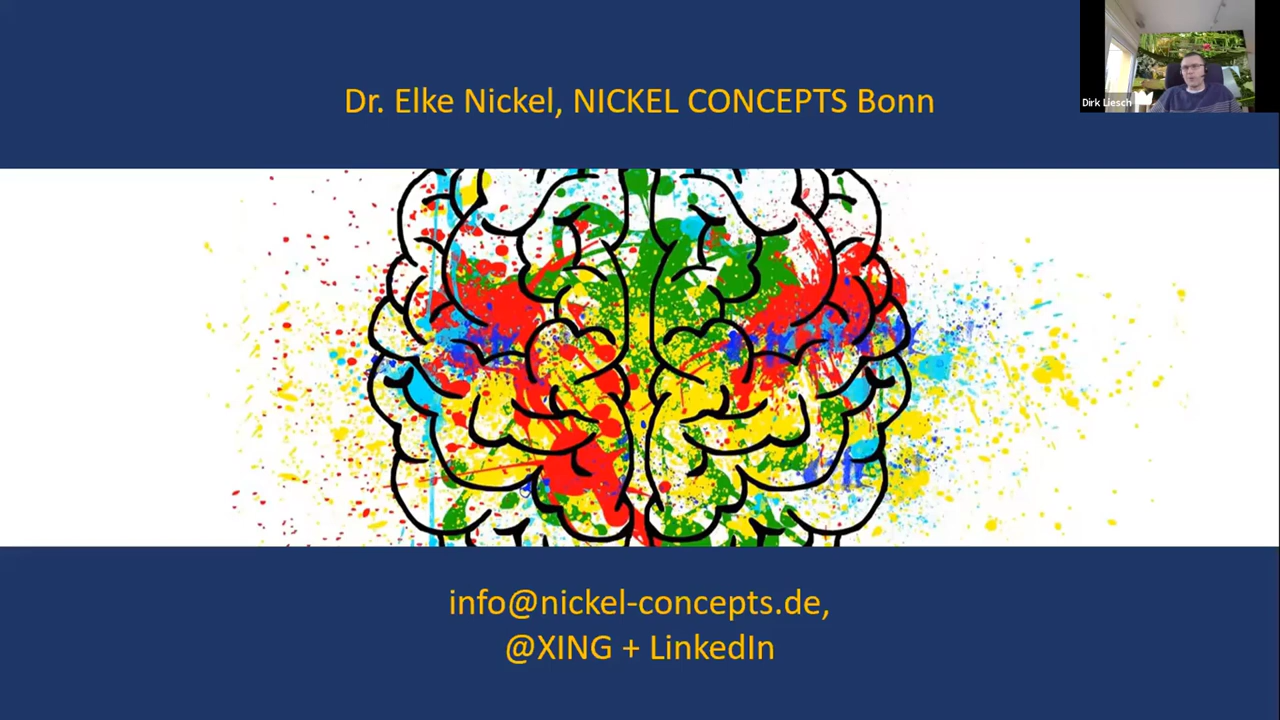 Dr. Elke Nickel, NICKEL CONCEPTS Bonn
Dirk Liesch
info@nickel-concepts.de,
@XING + LinkedIn